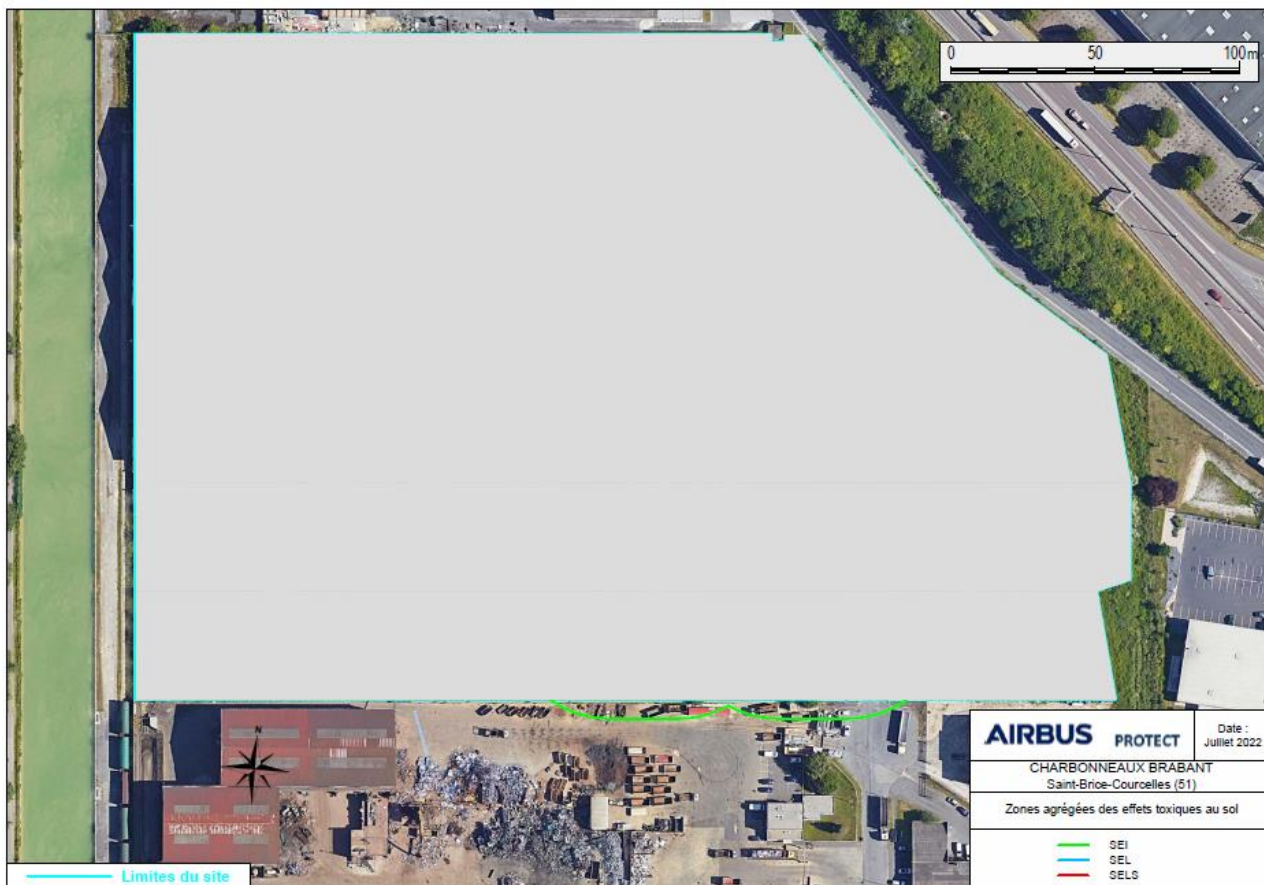 0 50 100 m
N
AIRBUS PROTECT
Date :
Juillet 2022
CHARBONNEAUX BRABANT
Saint-Brice-Courcelles (51)
Zones agrégées des effets toxiques au sol
SEI
SEL
SELS
Limites du site